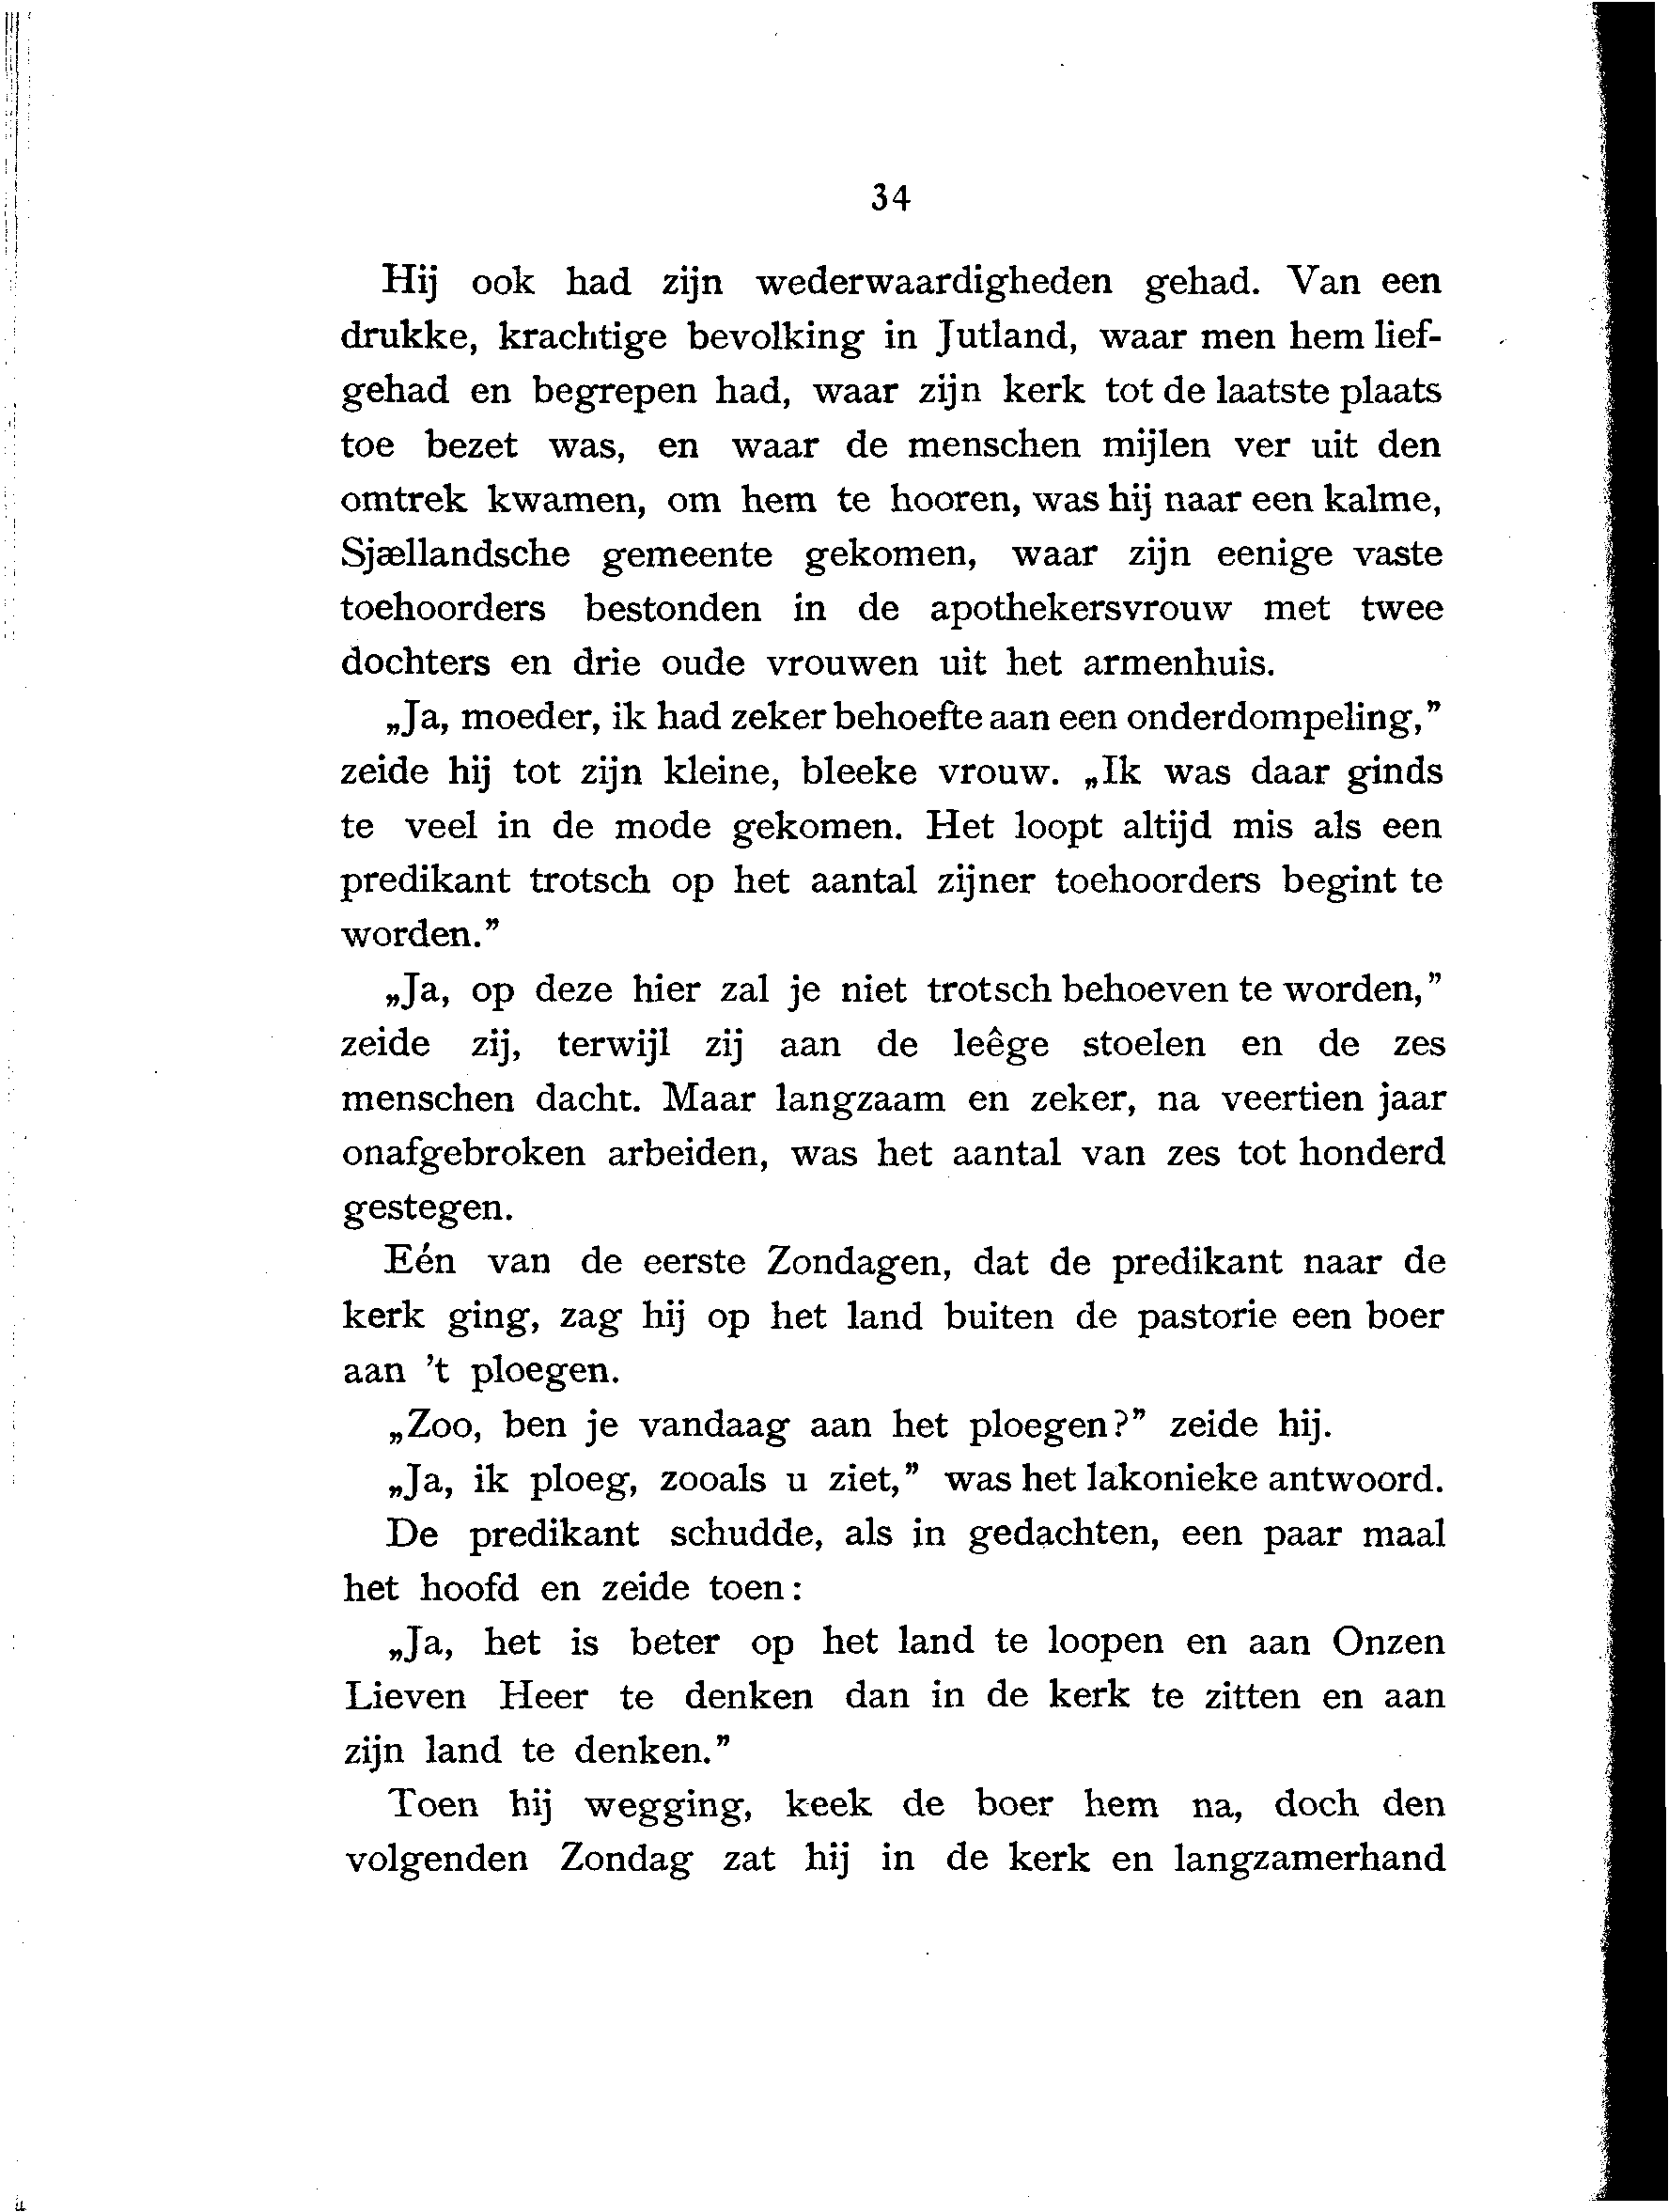 34
Hij ook had zijn wederwaardigheden gehad. Van een
drukke, krachtige bevolking in Jutland, waar men hem lief-
gehad en begrepen had, waar zijn kerk tot de laatste plaats
toe bezet was, en waar de menschen mijlen ver uit den
omtrek kwamen, om hem te hooren, was hij naar een kalme,
Sjællandsche gemeente gekomen, waar zijn eenige vaste
toehoorders bestonden in de apothekersvrouw met twee
dochters en drie oude vrouwen uit het armenhuis.
„Ja, moeder, ik had zeker behoefte aan een onderdompeling,”
zeide hij tot zijn kleine, bleeke vrouw. „Ik was daar ginds
te veel in de mode gekomen. Het loopt altijd mis als een
predikant trotsch op het aantal zijner toehoorders begint te
worden.”
„Ja, op deze hier zal je niet trotsch behoeven te worden,”
zeide zij, terwijl zij aan de leêge stoelen en de zes
menschen dacht. Maar langzaam en zeker, na veertien jaar
onafgebroken arbeiden, was het aantal van zes tot honderd
gestegen.
Eén van de eerste Zondagen, dat de predikant naar de
kerk ging, zag hij op het land buiten de pastorie een boer
aan 't ploegen.
„Zoo, ben je vandaag aan het ploegen?” zeide hij.
„Ja, ik ploeg, zooals u ziet,” was het lakonieke antwoord.
De predikant schudde, als in gedachten, een paar maal
het hoofd en zeide toen:
„Ja, het is beter op het land te loopen en aan Onzen
Lieven Heer te denken dan in de kerk te zitten en aan
zijn land te denken.”
Toen hij wegging, keek de boer hem na, doch den
volgenden Zondag zat hij in de kerk en langzamerhand